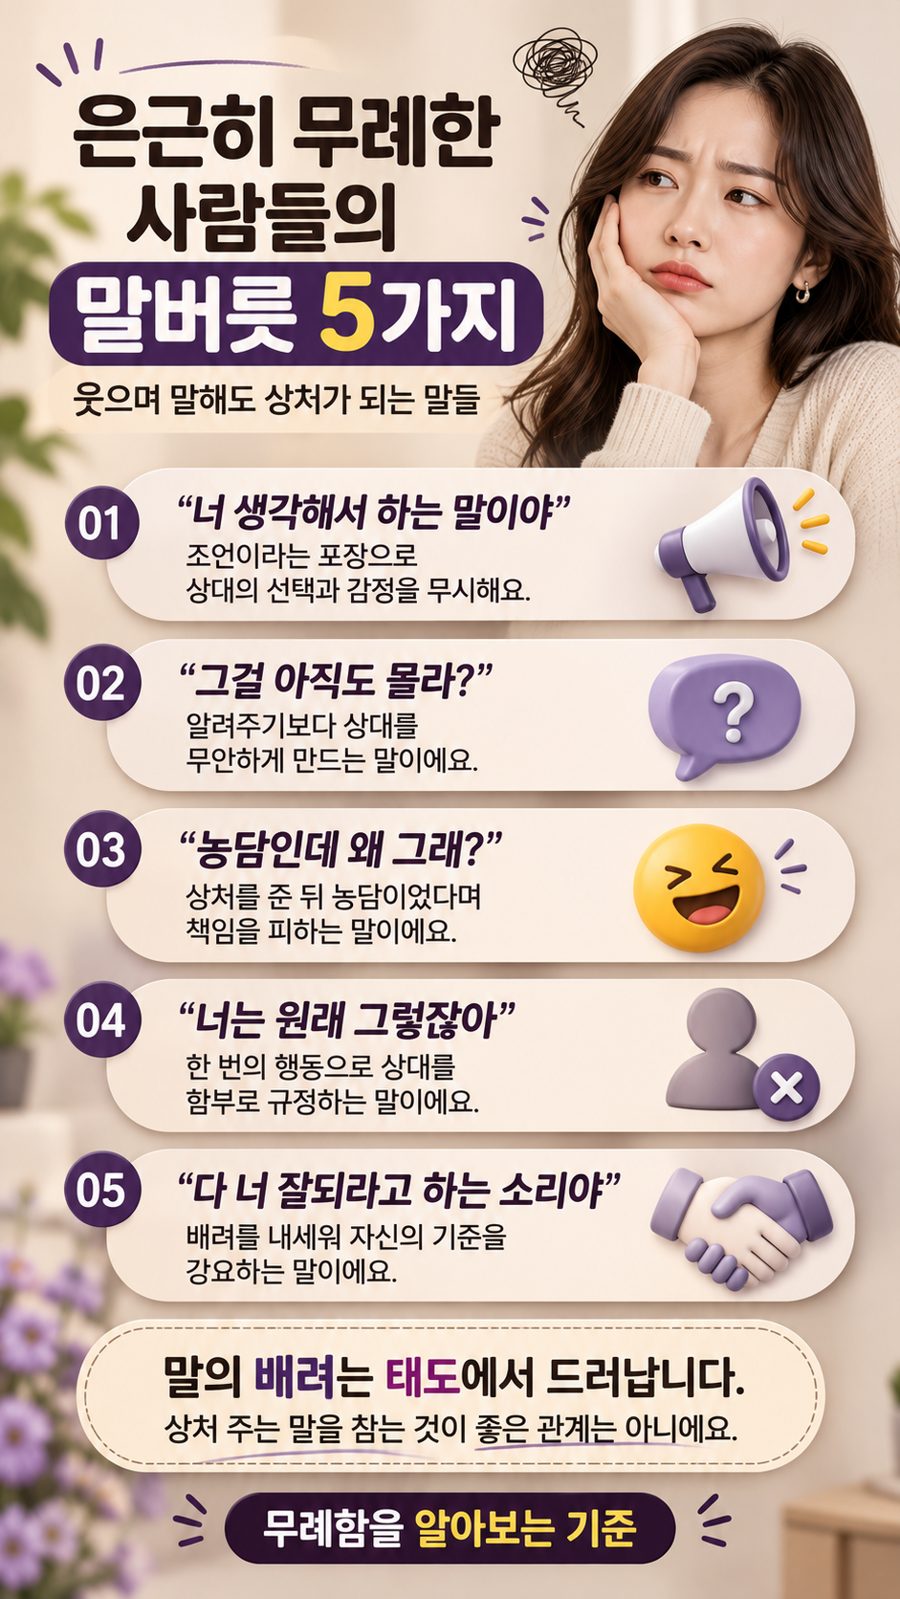 은근히 무례한
사람들의
말버릇 5가지
웃으며 말해도 상처가 되는 말들
01
“너 생각해서 하는 말이야”
조언이라는 포장으로
상대의 선택과 감정을 무시해요.
02
“그걸 아직도 몰라?”
알려주기보다 상대를
무안하게 만드는 말이에요.
?
03
“농담인데 왜 그래?”
상처를 준 뒤 농담이었다며
책임을 피하는 말이에요.
04
“너는 원래 그렇잖아”
한 번의 행동으로 상대를
함부로 규정하는 말이에요.
05
“다 너 잘되라고 하는 소리야”
배려를 내세워 자신의 기준을
강요하는 말이에요.
말의 배려는 태도에서 드러납니다.
상처 주는 말을 참는 것이 좋은 관계는 아니에요.
무례함을 알아보는 기준